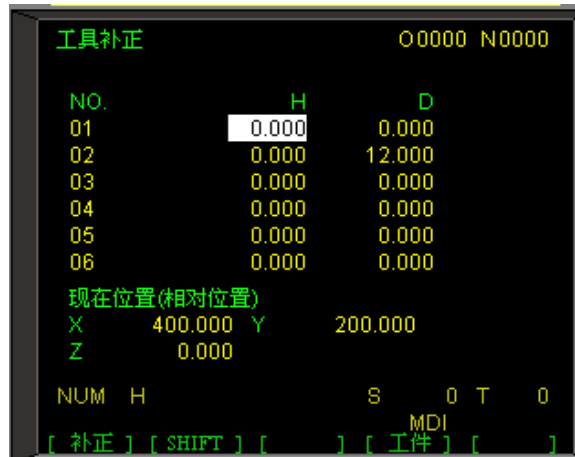 工具补正 O0000 N0000
NO. H D
01 0.000 0.000
02 0.000 12.000
03 0.000 0.000
04 0.000 0.000
05 0.000 0.000
06 0.000 0.000
现在位置(相对位置)
X 400.000 Y 200.000
Z 0.000
NUM H S 0 T 0
MDI
[ 补正 ] [ SHIFT ] [ ] [ 工件 ] [ ]